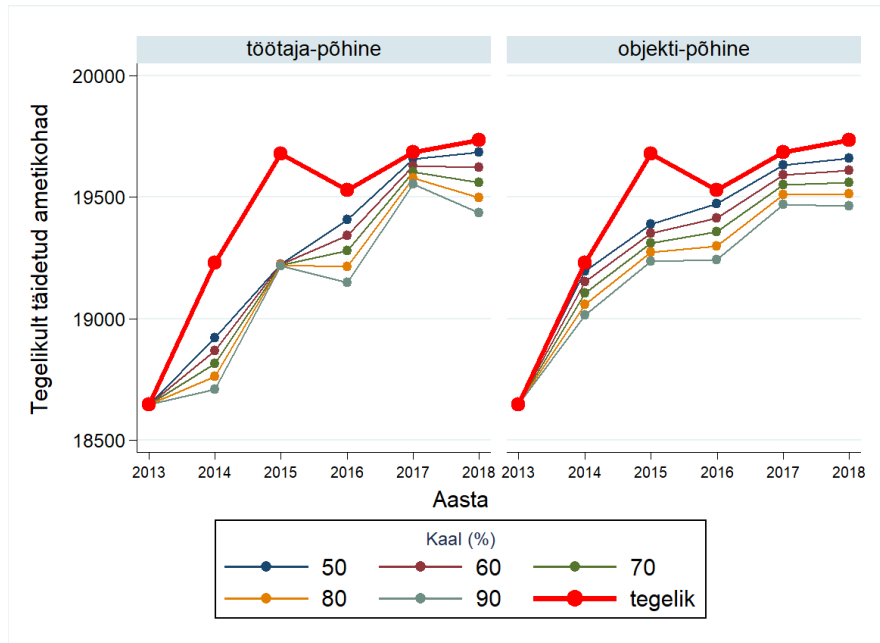 töötaja-põhine objekti-põhine
Tegelikult täidetud ametikohad
20000
19500
19000
18500
2013 2014 2015 2016 2017 2018 2013 2014 2015 2016 2017 2018
Aasta
Kaal (%)
50 60 70
80 90 tegelik